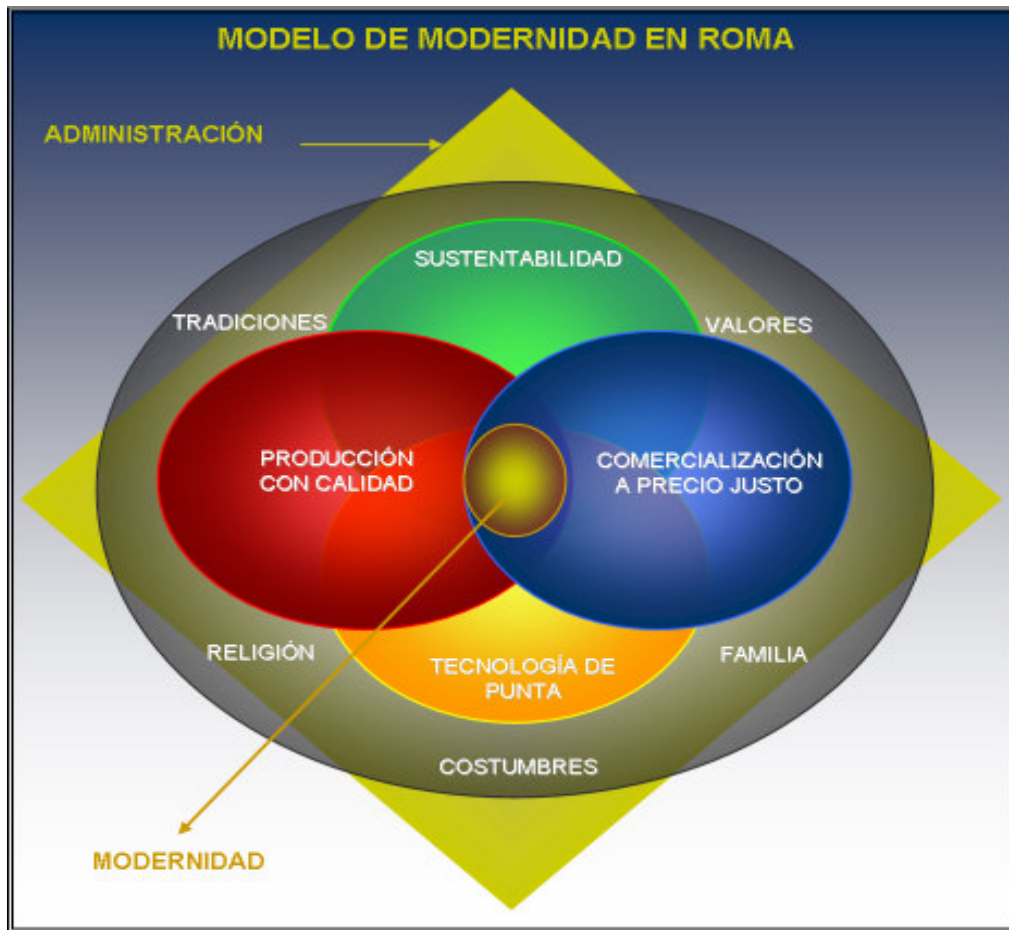 MODELO DE MODERNIDAD EN ROMA
ADMINISTRACIÓN
SUSTENTABILIDAD
TRADICIONES
VALORES
PRODUCCIÓN
CON CALIDAD
COMERCIALIZACIÓN
A PRECIO JUSTO
RELIGIÓN
FAMILIA
TECNOLOGÍA DE
PUNTA
COSTUMBRES
MODERNIDAD